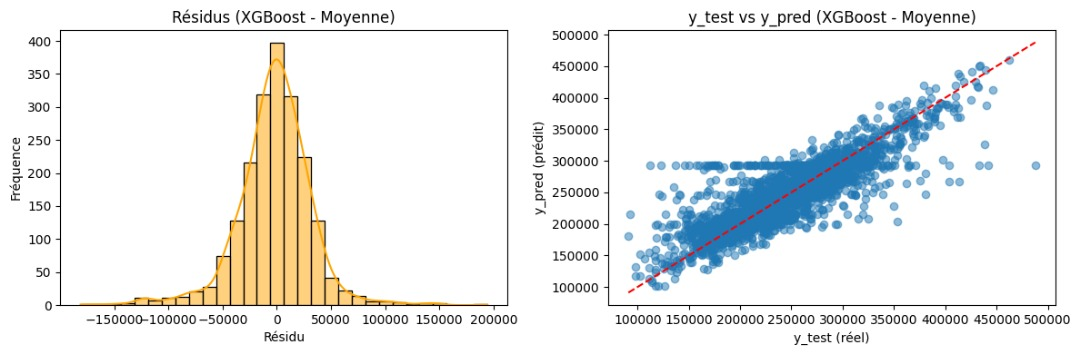 Résidus (XGBoost - Moyenne)
400
350
300
250
200
150
100
50
0
Fréquence
−150000 −100000 −50000 0 50000 100000 150000 200000
Résidu
y_test vs y_pred (XGBoost - Moyenne)
500000
450000
400000
350000
300000
250000
200000
150000
100000
y_pred (prédit)
100000 150000 200000 250000 300000 350000 400000 450000 500000
y_test (réel)